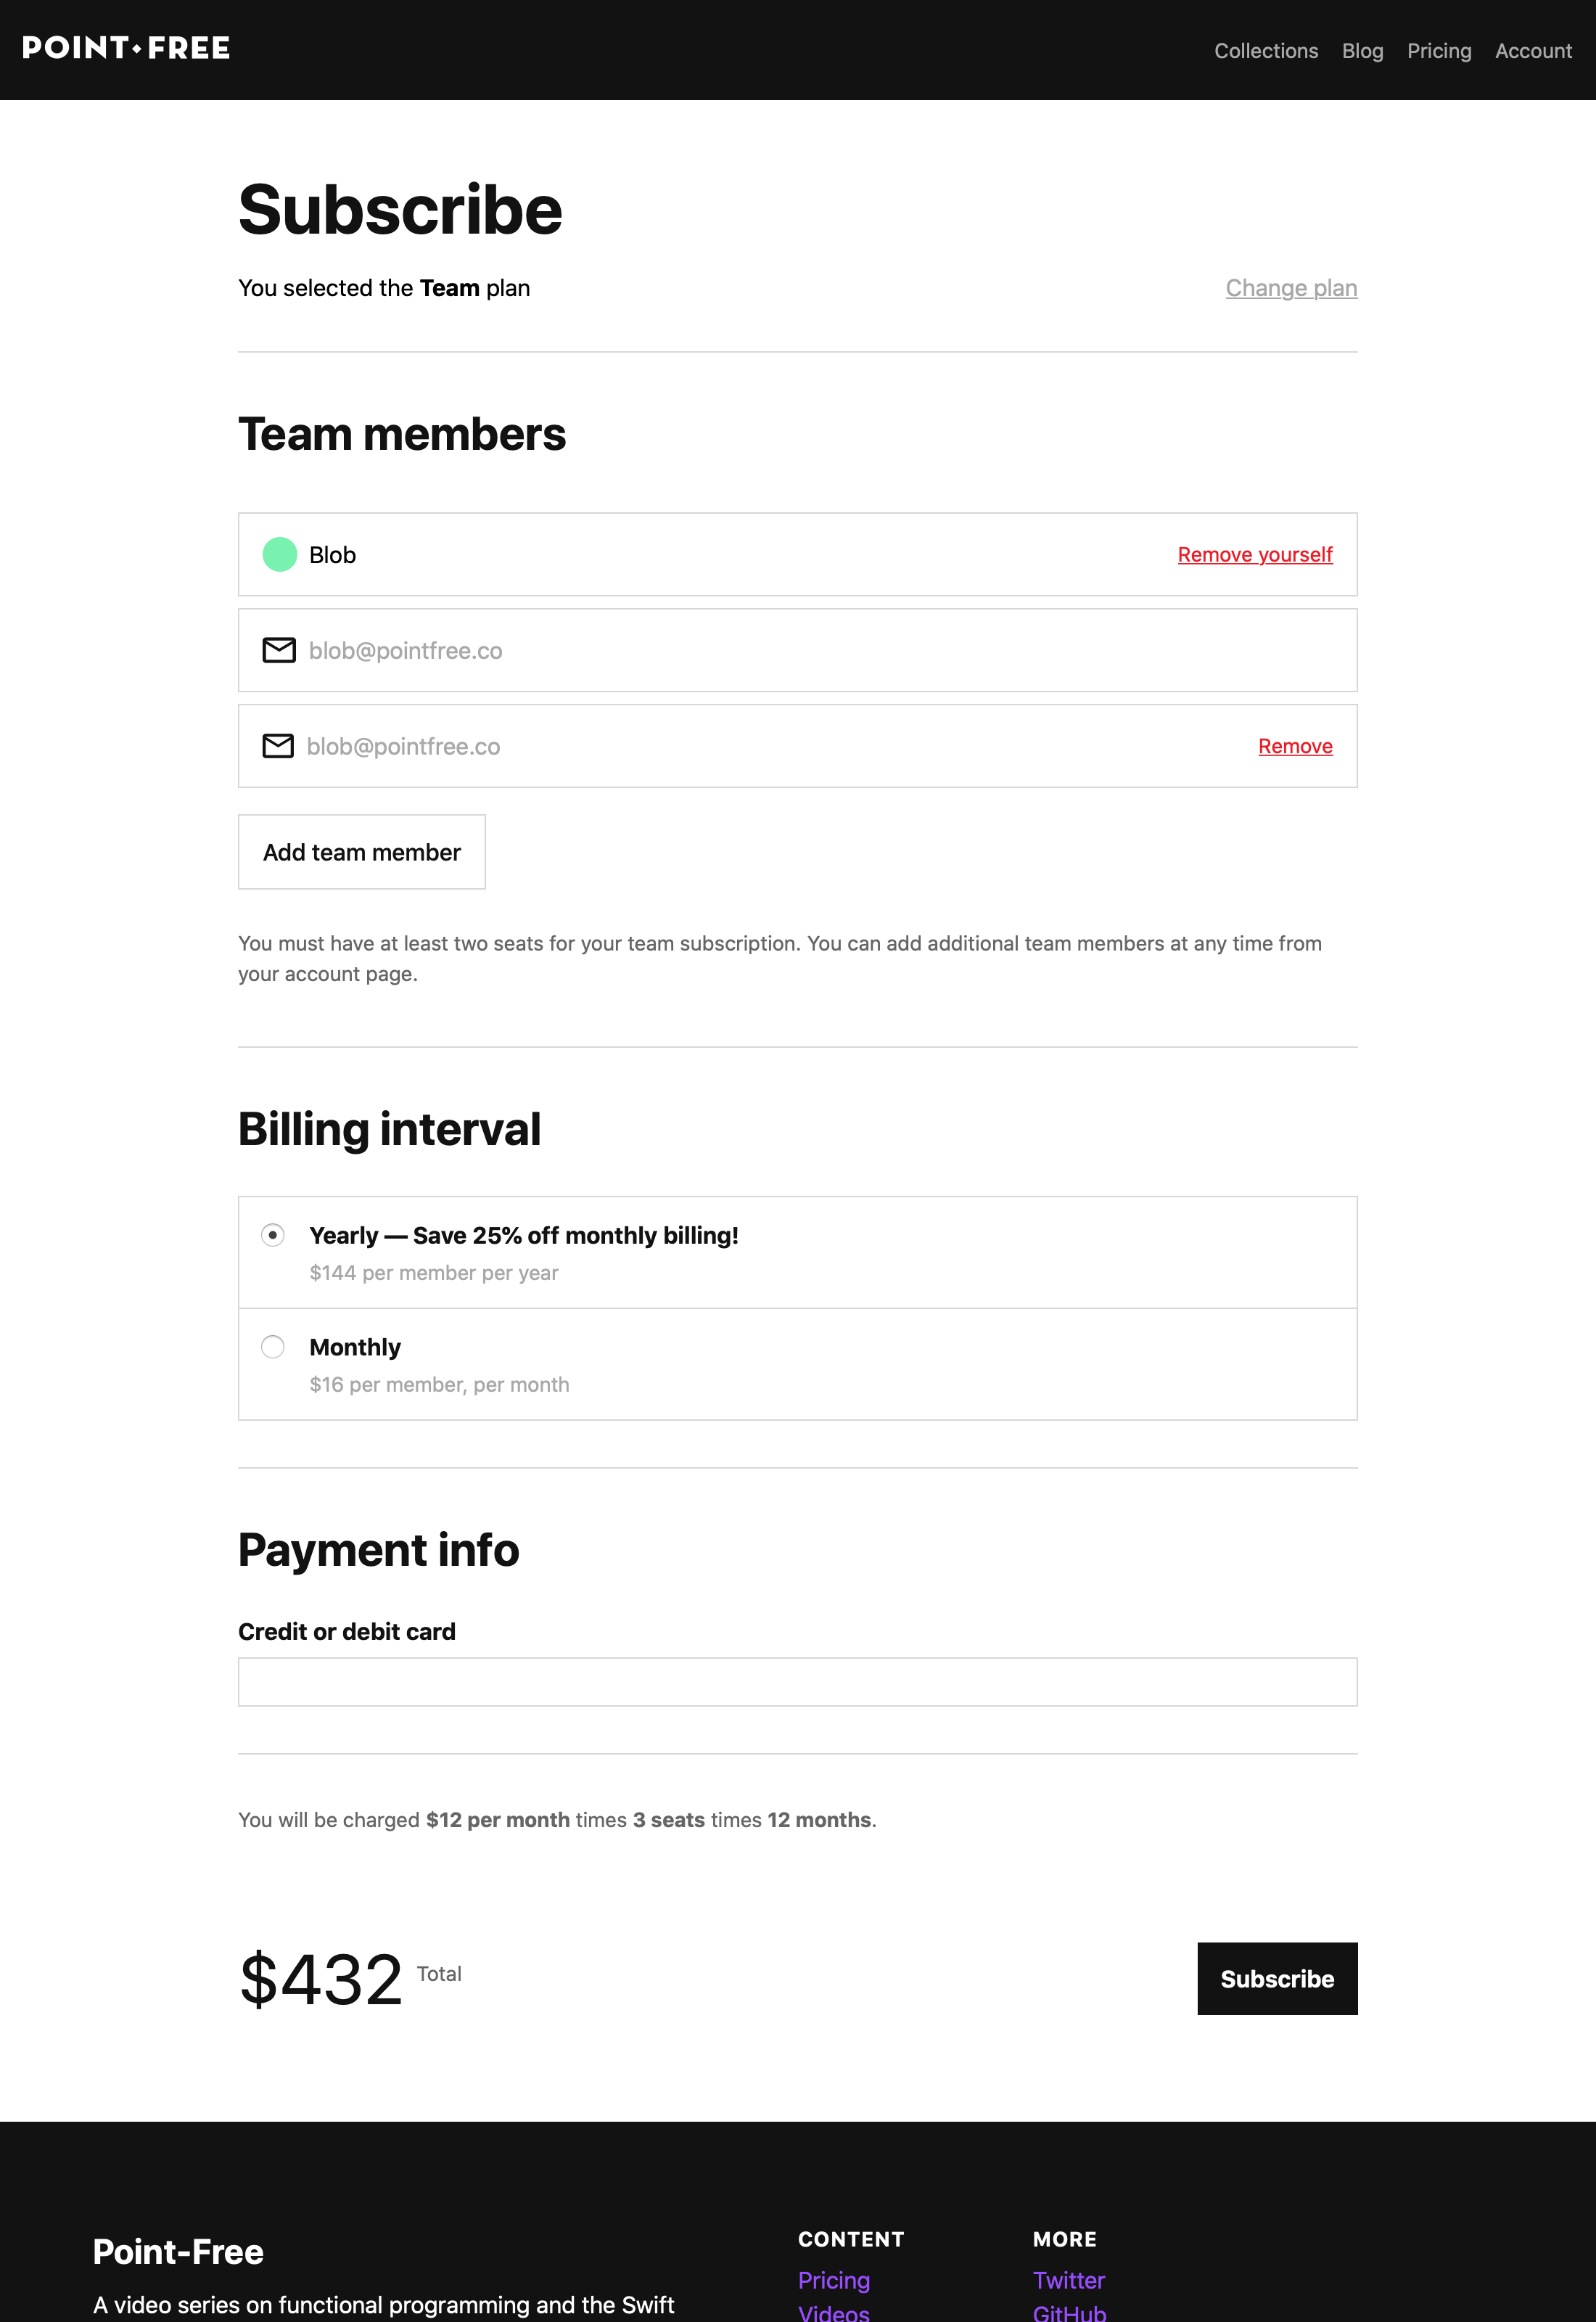 POINT•FREE
Collections Blog Pricing Account
Subscribe
You selected the Team plan
Change plan
Team members
Blob
Remove yourself
blob@pointfree.co
blob@pointfree.co
Remove
Add team member
You must have at least two seats for your team subscription. You can add additional team members at any time from
your account page.
Billing interval
Yearly — Save 25% off monthly billing!
$144 per member per year
Monthly
$16 per member, per month
Payment info
Credit or debit card
You will be charged $12 per month times 3 seats times 12 months.
$432 Total
Subscribe
Point-Free
A video series on functional programming and the Swift
CONTENT
Pricing
Videos
MORE
Twitter
GitHub